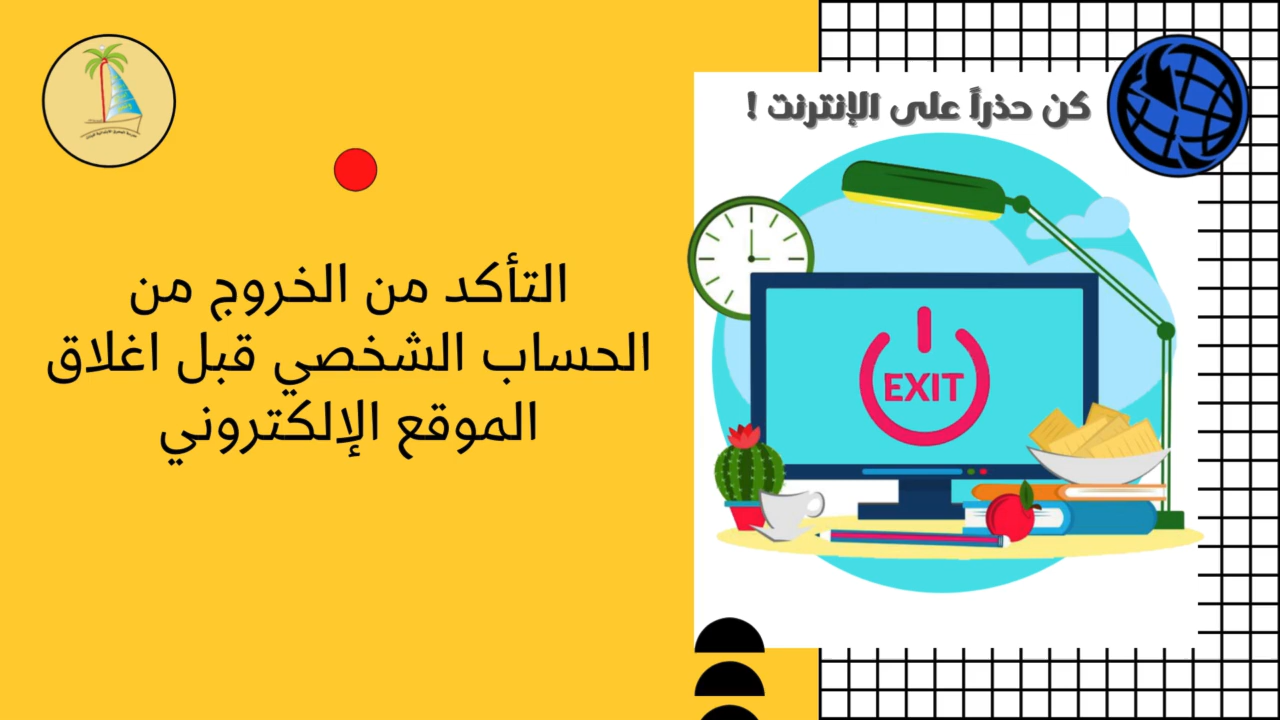 كن حذراً على الإنترنت !
التأكد من الخروج من
الحساب الشخصي قبل اغلاق
الموقع الإلكتروني
EXIT